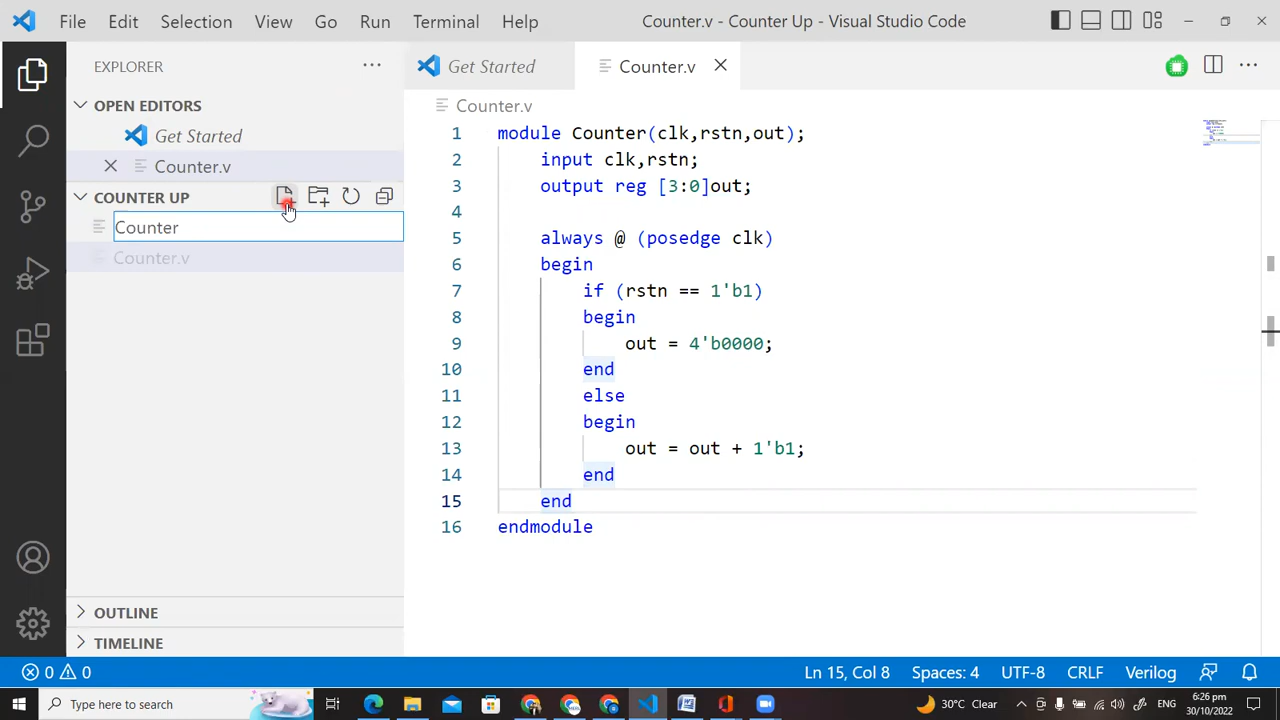 File Edit Selection View Go Run Terminal Help Counter.v - Counter Up - Visual Studio Code
EXPLORER
Get Started
Counter.v
OPEN EDITORS
Get Started
Counter.v
COUNTER UP
Counter
Counter.v
OUTLINE
TIMELINE
Counter.v
1 module Counter(clk,rstn,out);
2 input clk,rstn;
3 output reg [3:0]out;
4
5 always @ (posedge clk)
6 begin
7 if (rstn == 1'b1)
8 begin
9 out = 4'b0000;
10 end
11 else
12 begin
13 out = out + 1'b1;
14 end
15 end
16 endmodule
0 0 Ln 15, Col 8 Spaces: 4 UTF-8 CRLF Verilog
Type here to search
30°C Clear ENG
6:26 pm
30/10/2022